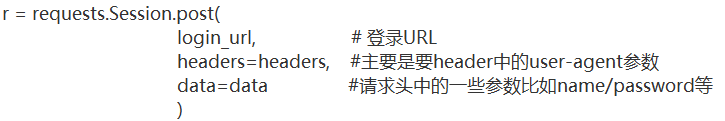 r = requests.Session.post(
login_url, # 登录URL
headers=headers, #主要是要header中的user-agent参数
data=data #请求头中的一些参数比如name/password等
)